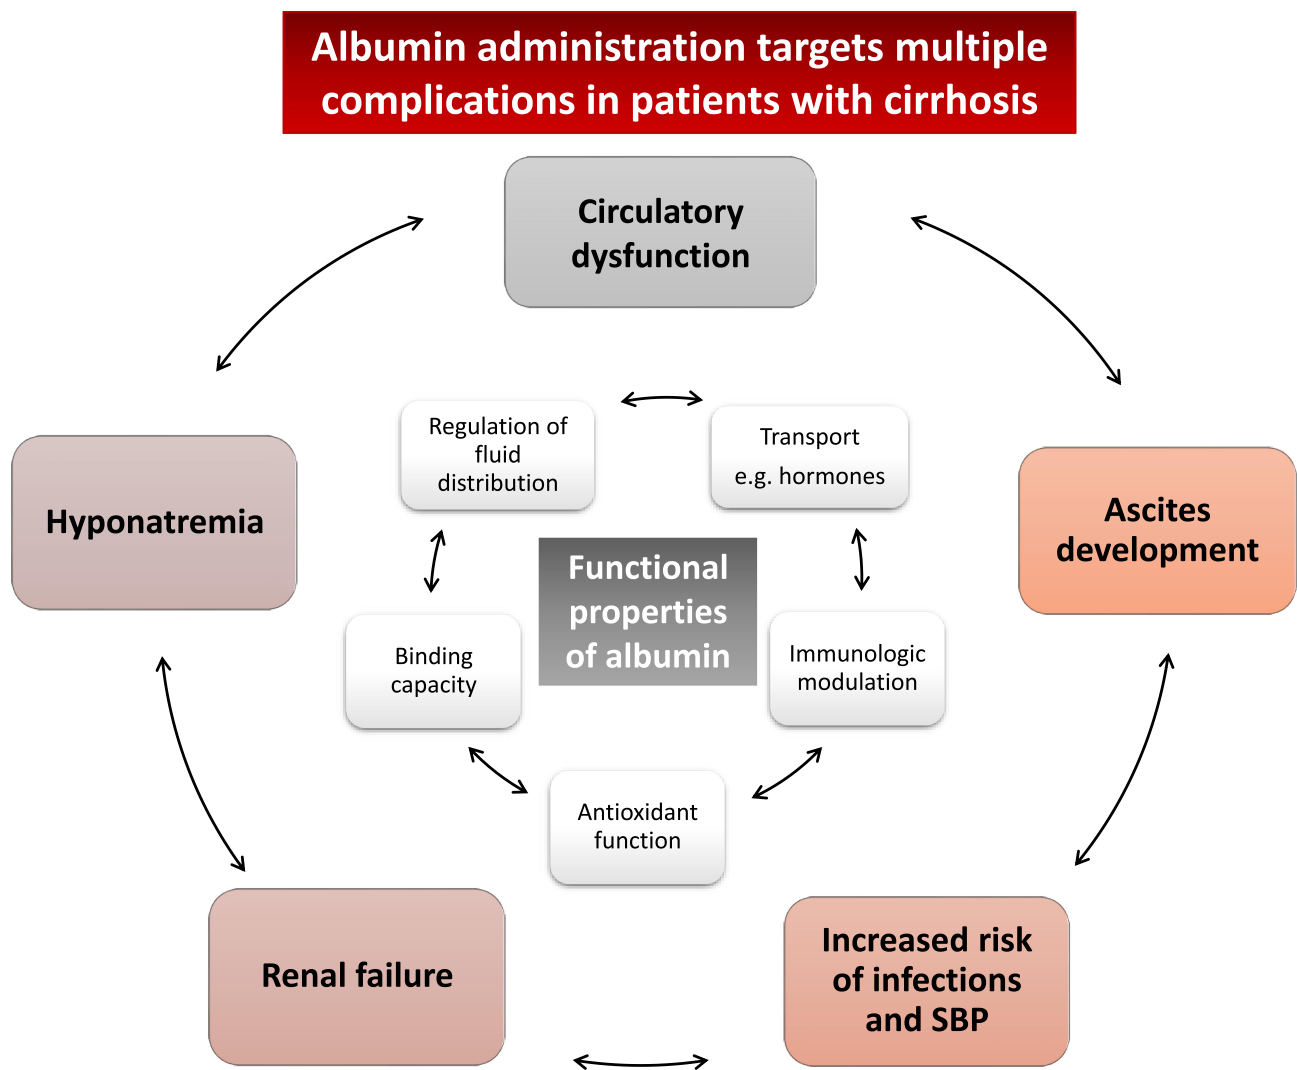 Albumin administration targets multiple
complications in patients with cirrhosis
Circulatory
dysfunction
Regulation of
fluid
distribution
Transport
e.g. hormones
Hyponatremia
Ascites
development
Functional
properties
of albumin
Binding
capacity
Immunologic
modulation
Antioxidant
function
Renal failure
Increased risk
of infections
and SBP